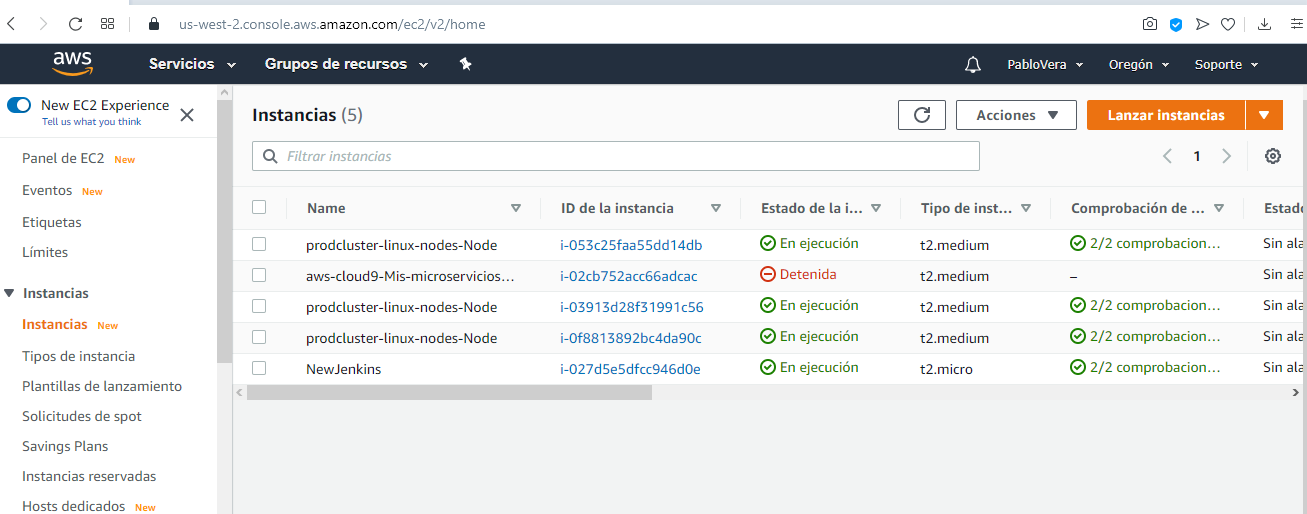 us-west-2.console.aws.amazon.com/ec2/v2/home
aws Servicios Grupos de recursos PabloVera Oregón Soporte
New EC2 Experience
Tell us what you think
Panel de EC2 New
Eventos New
Etiquetas
Límites
Instancias
Instancias New
Tipos de instancia
Plantillas de lanzamiento
Solicitudes de spot
Savings Plans
Instancias reservadas
Hosts dedicados New
Instancias (5) Acciones Lanzar instancias
Filtrar instancias 1
Name ID de la instancia Estado de la i... Tipo de inst... Comprobación de ... Estado
prodcluster-linux-nodes-Node i-053c25faa55dd14db En ejecución t2.medium 2/2 comprobacion... Sin ala
aws-cloud9-Mis-microservicios... i-02cb752acc66adcac Detenida t2.medium – Sin ala
prodcluster-linux-nodes-Node i-03913d28f31991c56 En ejecución t2.medium 2/2 comprobacion... Sin ala
prodcluster-linux-nodes-Node i-0f8813892bc4da90c En ejecución t2.medium 2/2 comprobacion... Sin ala
NewJenkins i-027d5e5dfcc946d0e En ejecución t2.micro 2/2 comprobacion... Sin ala